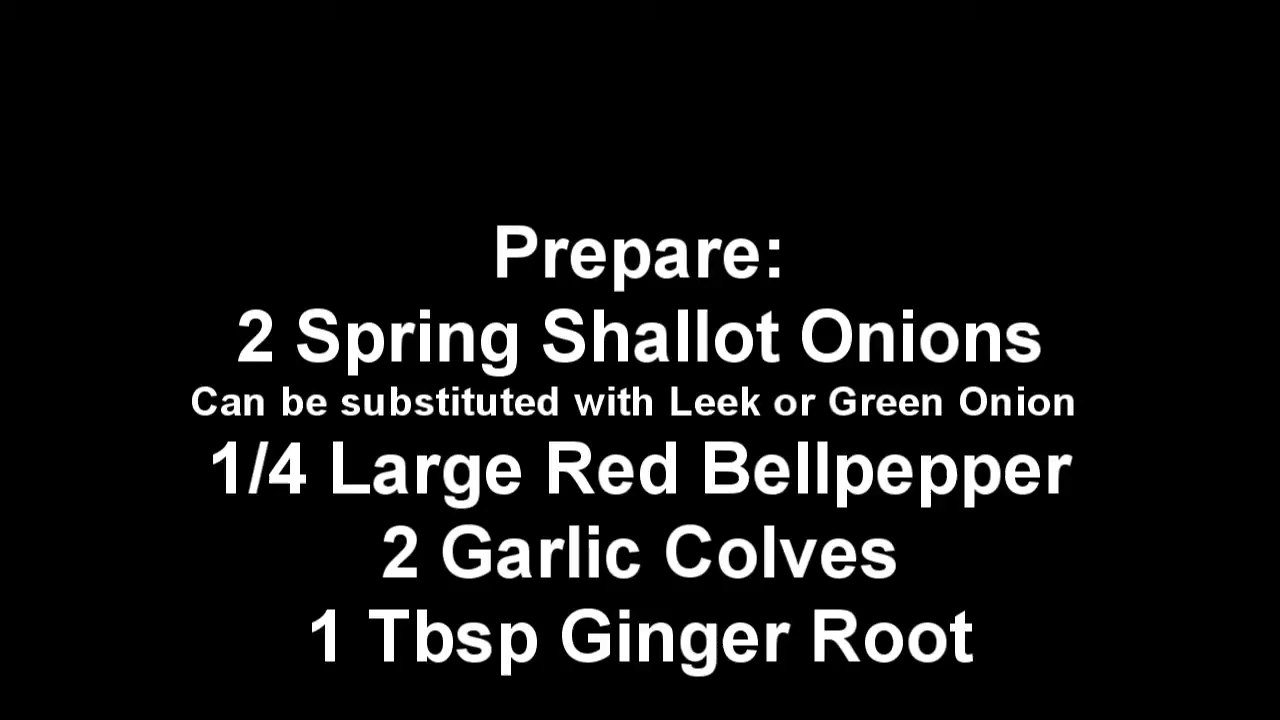 Prepare:
2 Spring Shallot Onions
Can be substituted with Leek or Green Onion
1/4 Large Red Bellpepper
2 Garlic Colves
1 Tbsp Ginger Root